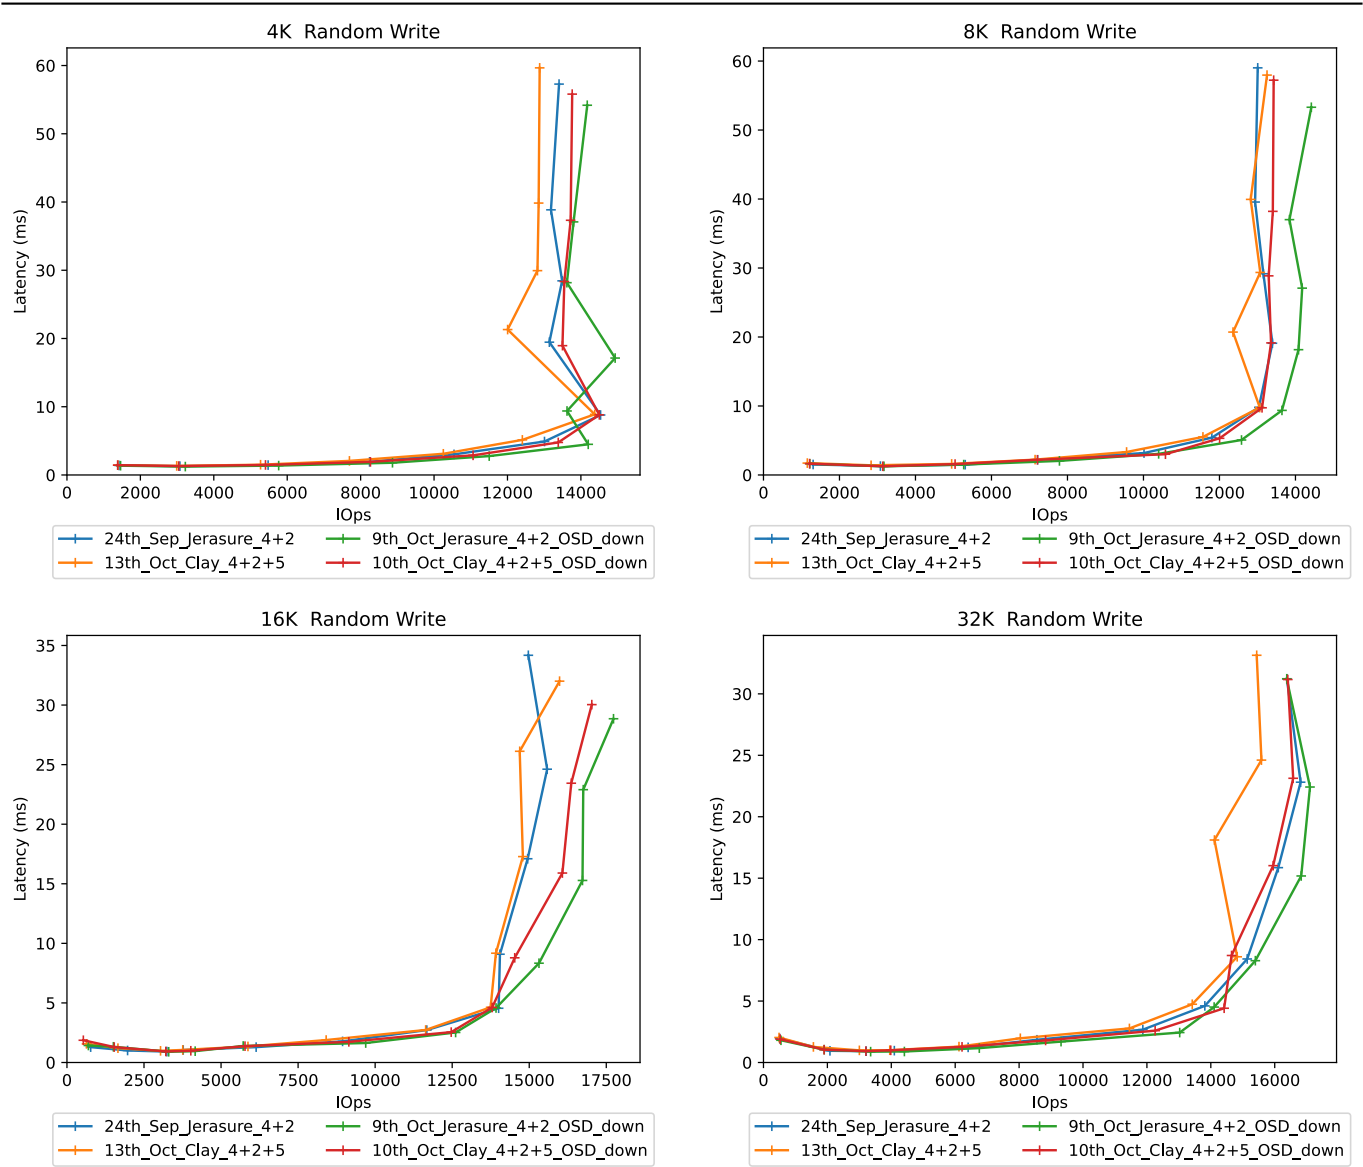 4K  Random Write
Latency (ms)
60
50
40
30
20
10
0
0 2000 4000 6000 8000 10000 12000 14000
IOps
24th_Sep_Jerasure_4+2 9th_Oct_Jerasure_4+2_OSD_down
13th_Oct_Clay_4+2+5 10th_Oct_Clay_4+2+5_OSD_down
8K  Random Write
Latency (ms)
60
50
40
30
20
10
0
0 2000 4000 6000 8000 10000 12000 14000
IOps
24th_Sep_Jerasure_4+2 9th_Oct_Jerasure_4+2_OSD_down
13th_Oct_Clay_4+2+5 10th_Oct_Clay_4+2+5_OSD_down
16K  Random Write
Latency (ms)
35
30
25
20
15
10
5
0
0 2500 5000 7500 10000 12500 15000 17500
IOps
24th_Sep_Jerasure_4+2 9th_Oct_Jerasure_4+2_OSD_down
13th_Oct_Clay_4+2+5 10th_Oct_Clay_4+2+5_OSD_down
32K  Random Write
Latency (ms)
30
25
20
15
10
5
0
0 2000 4000 6000 8000 10000 12000 14000 16000
IOps
24th_Sep_Jerasure_4+2 9th_Oct_Jerasure_4+2_OSD_down
13th_Oct_Clay_4+2+5 10th_Oct_Clay_4+2+5_OSD_down